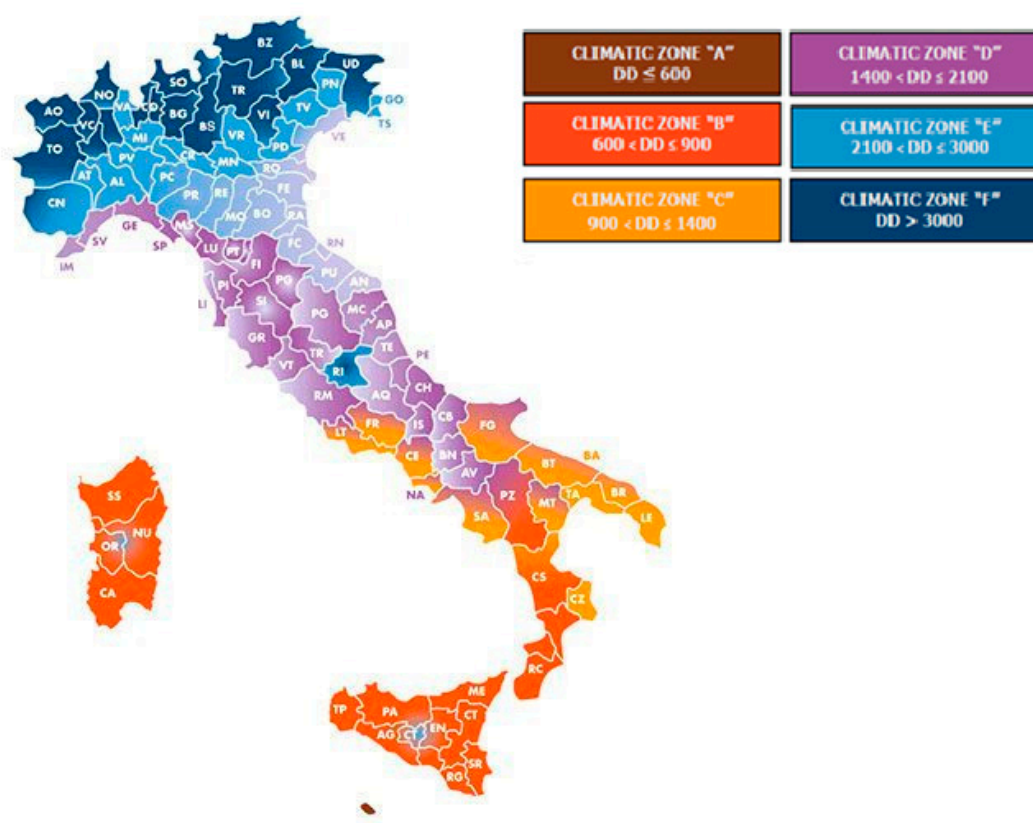 CLIMATIC ZONE "A"
DD ≤ 600
CLIMATIC ZONE "D"
1400 < DD ≤ 2100
CLIMATIC ZONE "B"
600 < DD ≤ 900
CLIMATIC ZONE "E"
2100 < DD ≤ 3000
CLIMATIC ZONE "C"
900 < DD ≤ 1400
CLIMATIC ZONE "F"
DD > 3000
BZ
BL
UD
SO
TR
PN
NO
VA
CO
GO
AO
VC
BG
BS
VI
TV
TS
TO
MI
VR
PD
VE
PV
CR
MN
RO
AT
AL
PC
PR
RE
FE
CN
MO
BO
RA
GE
MS
SV
SP
FC
RN
IM
LU
PT
FI
PU
AN
LI
PI
PG
SI
PG
MC
AP
GR
TR
TE
VT
RI
PE
RM
AQ
CH
LT
FR
IS
CB
FG
CE
BN
BT
BA
AV
NA
PZ
MT
TA
BR
SA
LE
SS
OR
NU
CA
CS
CZ
RC
ME
TP
PA
CT
AG
CT
EN
SR
RG